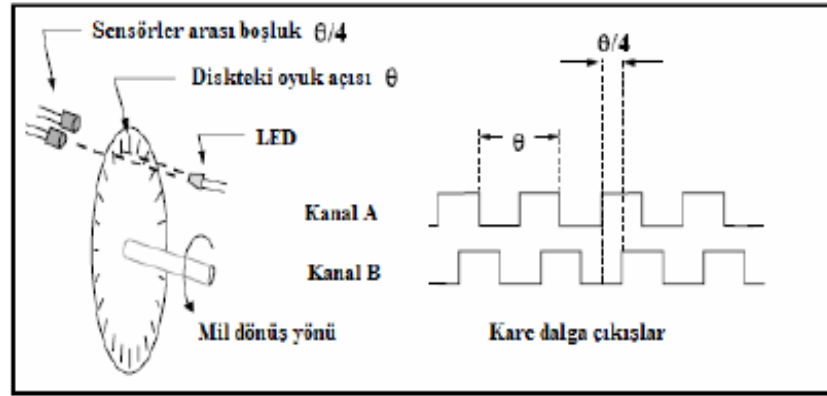 Sensörler arası boşluk θ/4
Diskteki oyuk açısı θ
LED
Mil dönüş yönü
θ/4
θ
Kanal A
Kanal B
Kare dalga çıkışlar